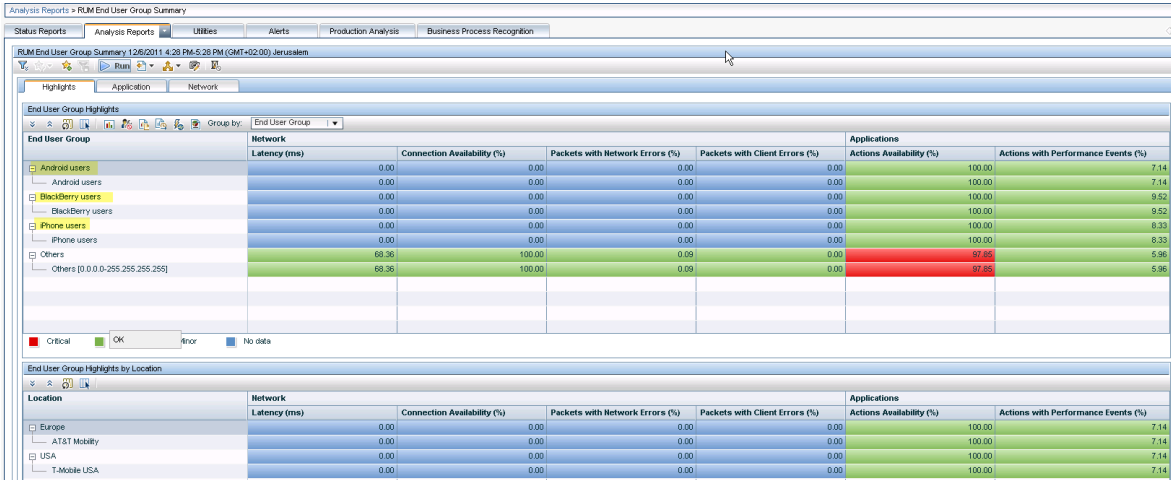 Analysis Reports > RUM End User Group Summary
Status Reports Analysis Reports Utilities Alerts Production Analysis Business Process Recognition
RUM End User Group Summary 12/6/2011 4:28 PM-5:28 PM (GMT+02:00) Jerusalem
Run
Highlights Application Network
End User Group Highlights
Group by: End User Group
End User Group Network Applications
Latency (ms) Connection Availability (%) Packets with Network Errors (%) Packets with Client Errors (%) Actions Availability (%) Actions with Performance Events (%)
Android users 0.00 0.00 0.00 0.00 100.00 7.14
Android users 0.00 0.00 0.00 0.00 100.00 7.14
BlackBerry users 0.00 0.00 0.00 0.00 100.00 9.52
BlackBerry users 0.00 0.00 0.00 0.00 100.00 9.52
iPhone users 0.00 0.00 0.00 0.00 100.00 8.33
iPhone users 0.00 0.00 0.00 0.00 100.00 8.33
Others 68.36 100.00 0.09 0.00 97.85 5.96
Others [0.0.0.0-255.255.255.255] 68.36 100.00 0.09 0.00 97.85 5.96
Critical OK No data
End User Group Highlights by Location
Location Network Applications
Latency (ms) Connection Availability (%) Packets with Network Errors (%) Packets with Client Errors (%) Actions Availability (%) Actions with Performance Events (%)
Europe 0.00 0.00 0.00 0.00 100.00 7.14
AT&T Mobility 0.00 0.00 0.00 0.00 100.00 7.14
USA 0.00 0.00 0.00 0.00 100.00 7.14
T-Mobile USA 0.00 0.00 0.00 0.00 100.00 7.14